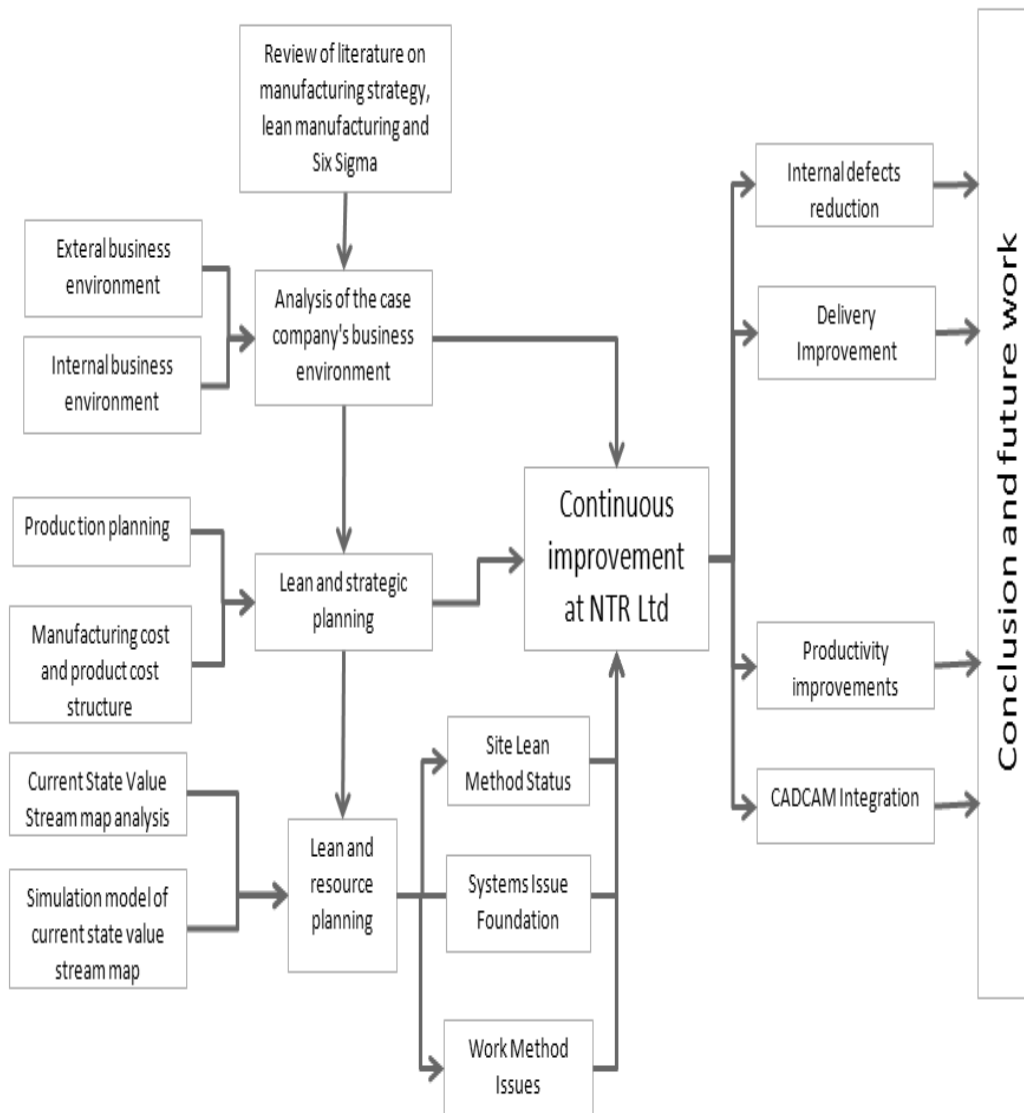 Review of literature on
manufacturing strategy,
lean manufacturing and
Six Sigma
Exteral business
environment
Internal business
environment
Analysis of the case
company's business
environment
Production planning
Manufacturing cost
and product cost
structure
Lean and strategic
planning
Current State Value
Stream map analysis
Simulation model of
current state value
stream map
Lean and
resource
planning
Site Lean
Method Status
Systems Issue
Foundation
Work Method
Issues
Continuous
improvement
at NTR Ltd
Internal defects
reduction
Delivery
Improvement
Productivity
improvements
CADCAM Integration
Conclusion and future work